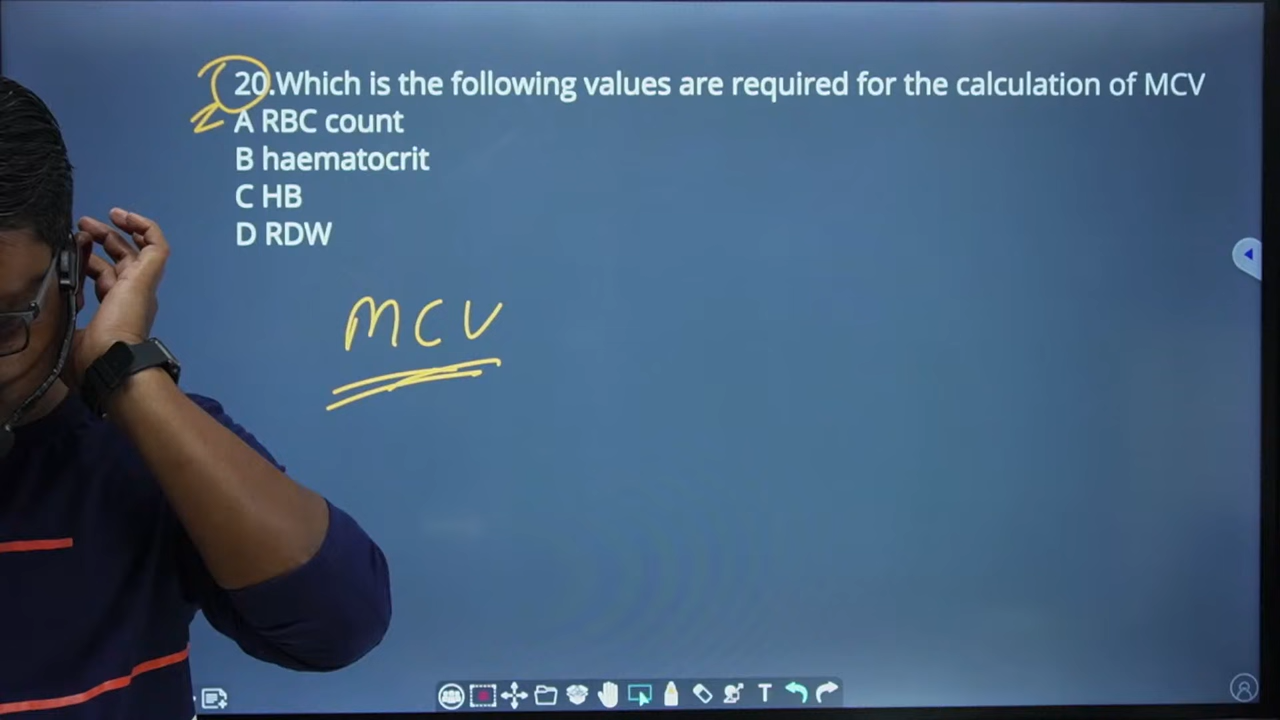 20.Which is the following values are required for the calculation of MCV
A RBC count
B haematocrit
C HB
D RDW
MCV
T